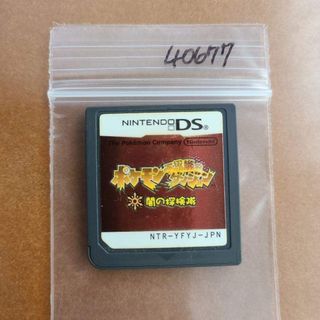 40677
NINTENDO DS™
The Pokémon Company Nintendo
ポケモン不思議のダンジョン
闇の探検隊
NTR-YFYJ-JPN